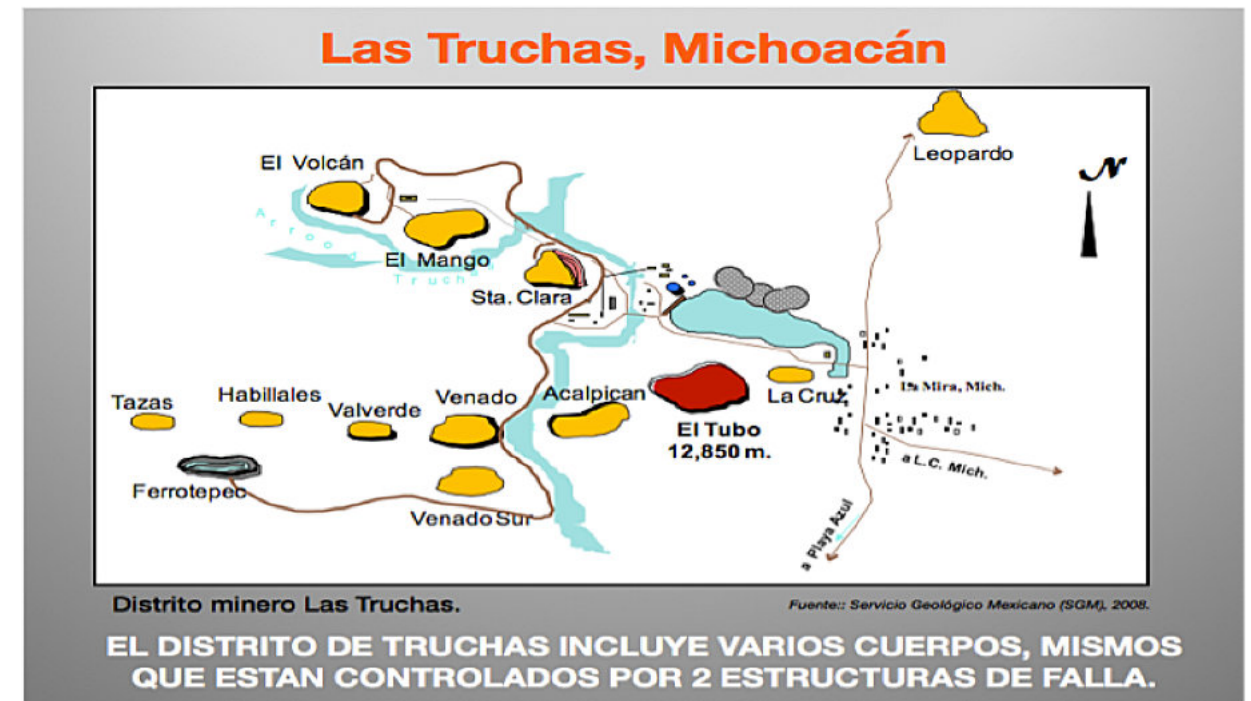 Las Truchas, Michoacán
Leopardo
N
El Volcán
El Mango
Truchas
Sta. Clara
La Mira, Mich.
Tazas
Habillales
Valverde
Venado
Acalpican
La Cruz
El Tubo
12,850 m.
a L.C. Mich.
Ferrotepec
Venado Sur
a Playa Azul
Distrito minero Las Truchas.
Fuente:: Servicio Geológico Mexicano (SGM), 2008.
EL DISTRITO DE TRUCHAS INCLUYE VARIOS CUERPOS, MISMOS
QUE ESTAN CONTROLADOS POR 2 ESTRUCTURAS DE FALLA.